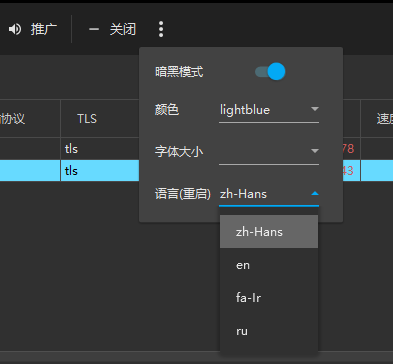 推广 关闭
暗黑模式
颜色 lightblue
协议 TLS 速度
字体大小
tls 78
tls 43
语言(重启) zh-Hans
zh-Hans
en
fa-Ir
ru